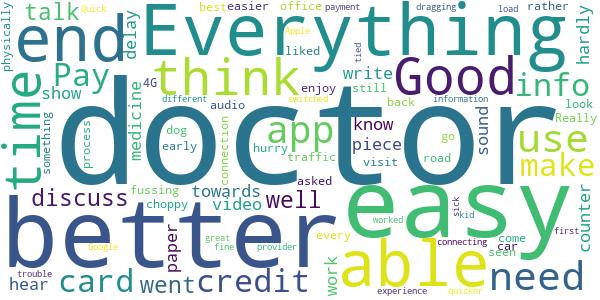 physically
talk
end
delay
Everything
Quick
best
easier
office
payment
dragging
load
rather
hardly
Apple
liked
tied
time
Pay
show
think
4G
write
still
Good
info
look
something
process
medicine
different
switched
back
information
Really
dog
audio
enjoy
app
know
go
sound
use
early
hurry
piece
road
doctor
connection
traffic
visit
make
discuss
fussing
towards
asked
well
easy
counter
choppy
video
paper
better
every
worked
sick
kid
first
car
come
seen
hear
card
went
credit
Google
great
fine
provider
connecting
able
need
work
trouble
experience
quicker